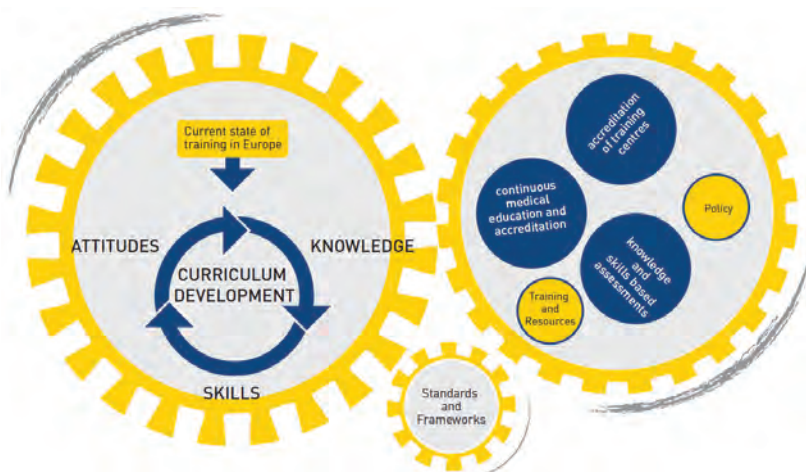 Current state of
training in Europe
ATTITUDES
KNOWLEDGE
CURRICULUM
DEVELOPMENT
SKILLS
accreditation
of training
centres
continuous
medical
education and
accreditation
Policy
knowledge
and
skills based
assessments
Training
and
Resources
Standards
and
Frameworks